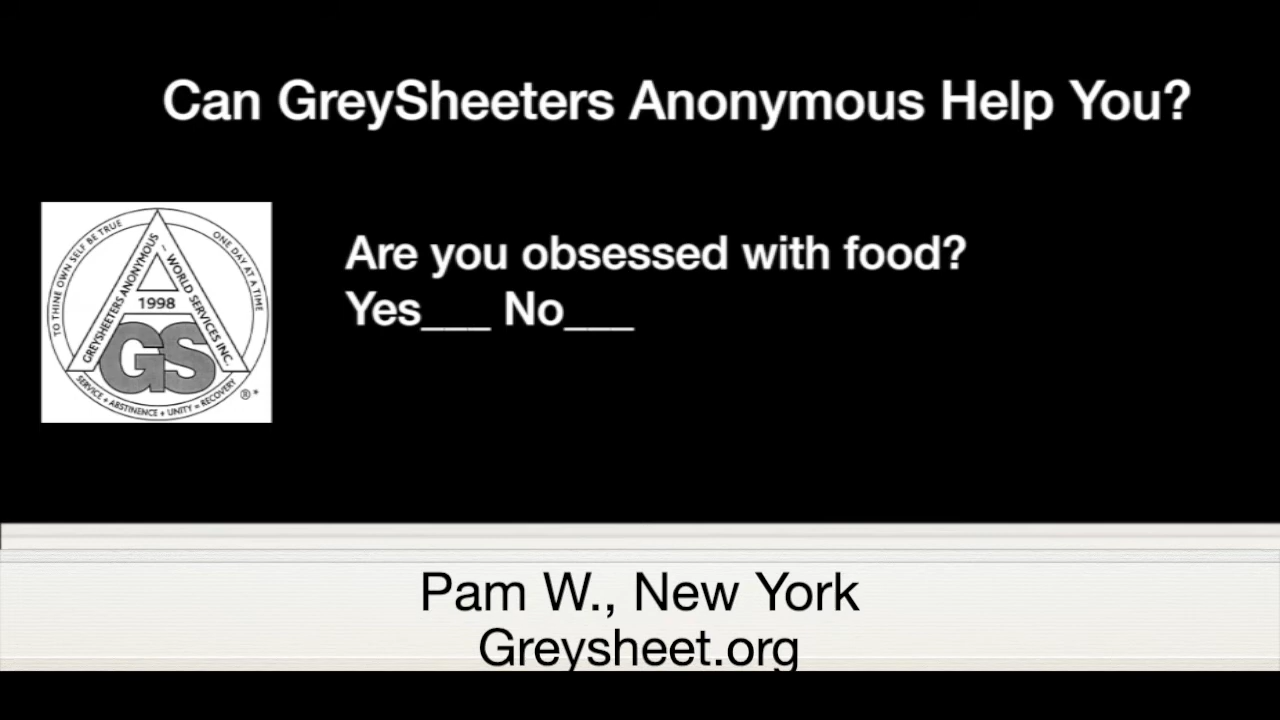 Can GreySheeters Anonymous Help You?
TO THINE OWN SELF BE TRUE
ONE DAY AT A TIME
GREYSHEETERS ANONYMOUS ~ WORLD SERVICES INC.
1998
GS
SERVICE + ABSTINENCE + UNITY = RECOVERY
®*
Are you obsessed with food?
Yes___ No___
Pam W., New York
Greysheet.org